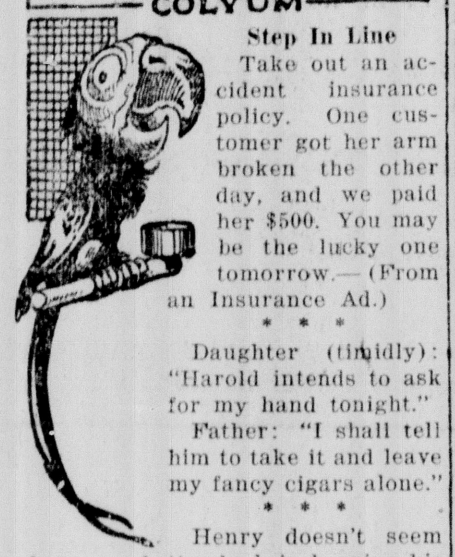 COLYUM
Step In Line
Take out an ac-
cident insurance
policy. One cus-
tomer got her arm
broken the other
day, and we paid
her $500. You may
be the lucky one
tomorrow.— (From
an Insurance Ad.)
* * *
Daughter (timidly):
"Harold intends to ask
for my hand tonight."
Father: "I shall tell
him to take it and leave
my fancy cigars alone."
* * *
Henry doesn't seem